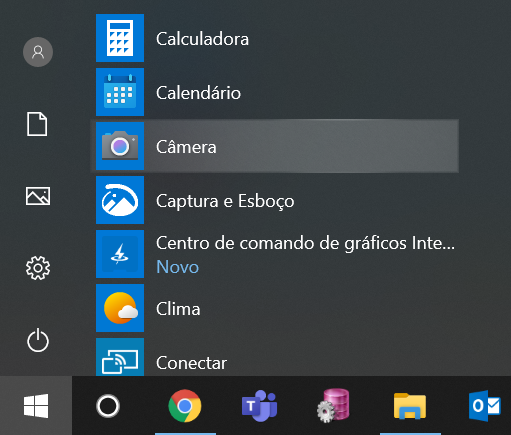 Calculadora
Calendário
Câmera
Captura e Esboço
Centro de comando de gráficos Inte...
Novo
Clima
Conectar